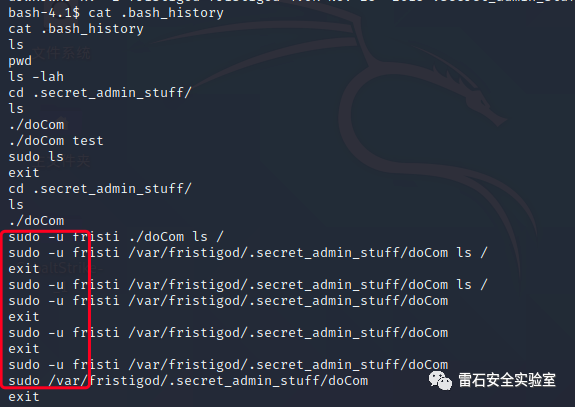 bash-4.1$ cat .bash_history
cat .bash_history
ls
pwd
ls -lah
cd .secret_admin_stuff/
ls
./doCom
./doCom test
sudo ls
exit
cd .secret_admin_stuff/
ls
./doCom
sudo -u fristi ./doCom ls /
sudo -u fristi /var/fristigod/.secret_admin_stuff/doCom ls /
exit
sudo -u fristi /var/fristigod/.secret_admin_stuff/doCom ls /
sudo -u fristi /var/fristigod/.secret_admin_stuff/doCom
exit
sudo -u fristi /var/fristigod/.secret_admin_stuff/doCom
exit
sudo -u fristi /var/fristigod/.secret_admin_stuff/doCom
sudo /var/fristigod/.secret_admin_stuff/doCom
exit
雷石安全实验室